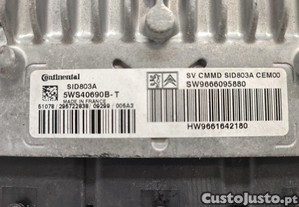 Continental
SID803A
5WS40690B-T
MADE IN FRANCE
SV CMMD SID803A CEM00
SW9666095880
HW9661642180
CustoJusto.pt